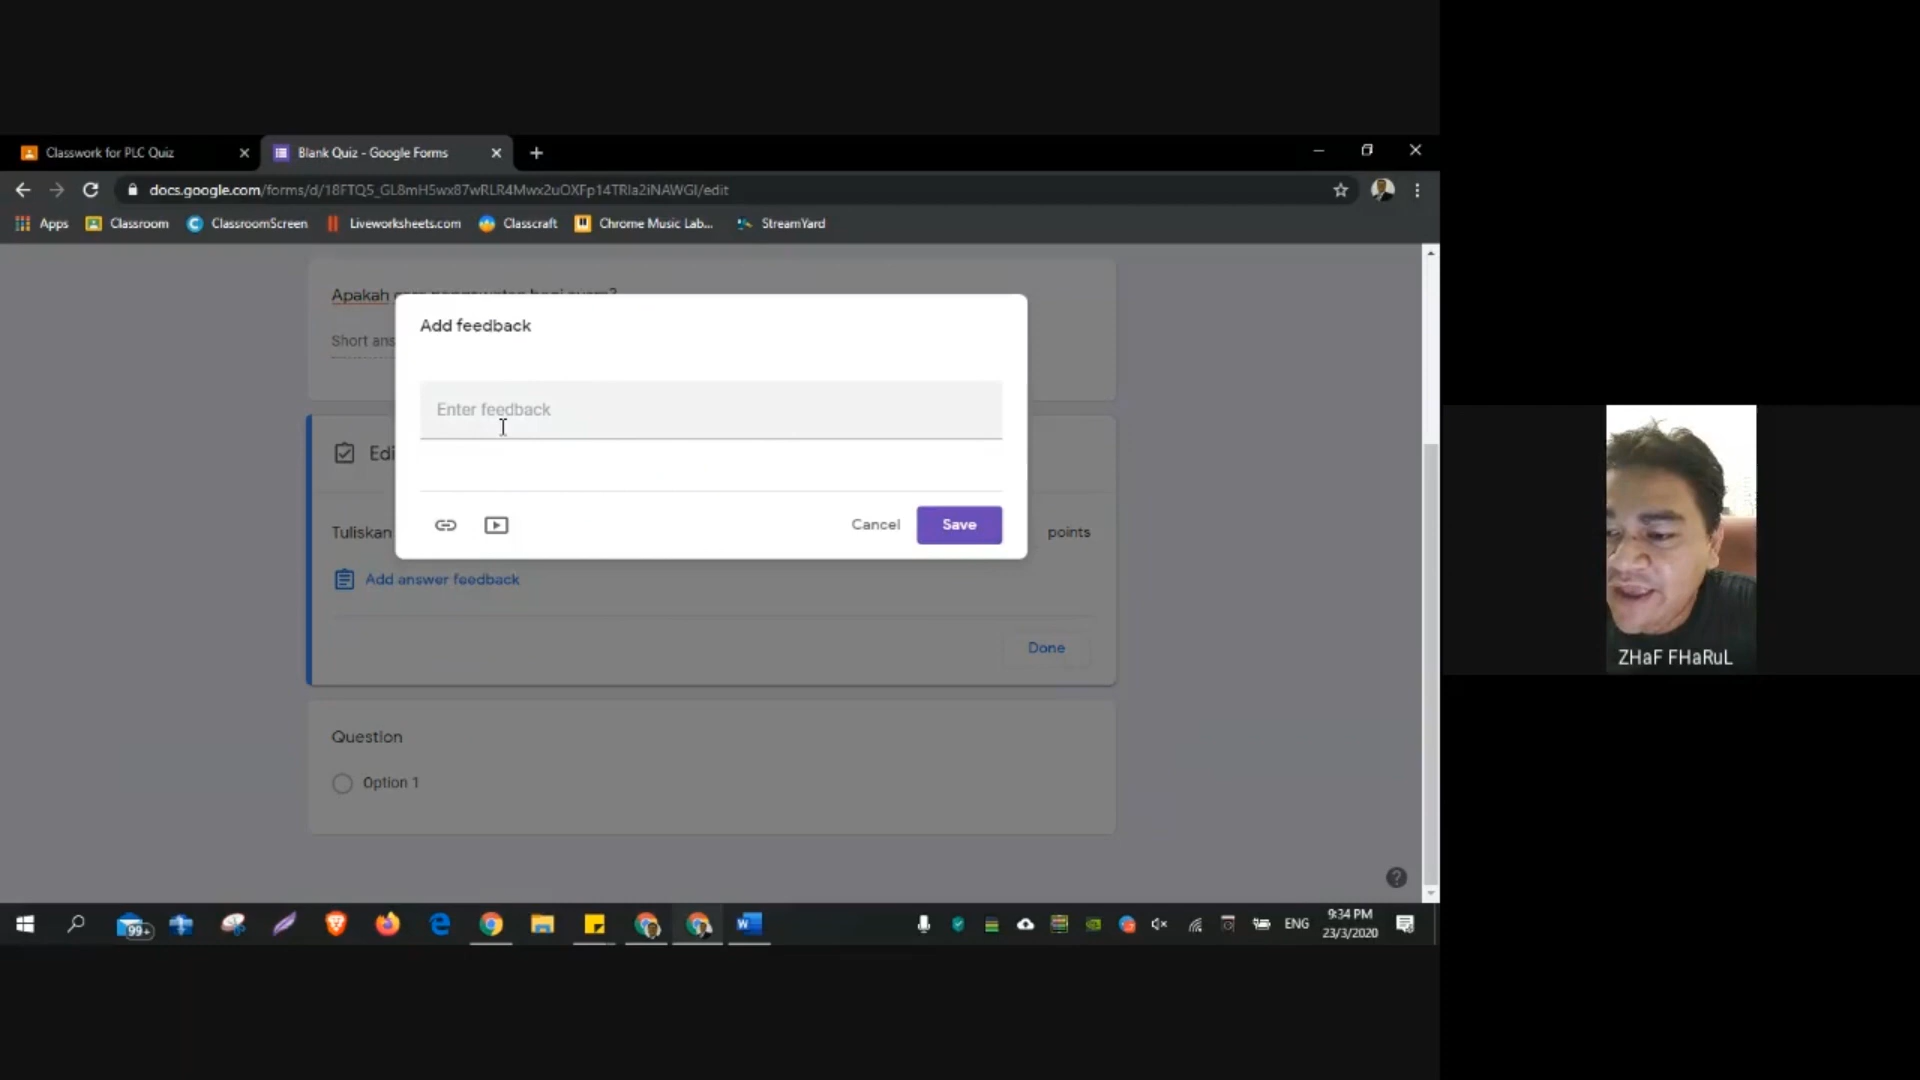 Classwork for PLC Quiz
Blank Quiz - Google Forms
docs.google.com/forms/d/18FTQ5_GL8mH5wx87wRLR4Mwx2uOXFp14TRIa2iNAWGI/edit
Apps
Classroom
ClassroomScreen
Liveworksheets.com
Classcraft
Chrome Music Lab...
StreamYard
Apakah
Short ans
Add feedback
Enter feedback
Edi
Cancel
Save
Tuliskan
points
Add answer feedback
Done
Question
Option 1
ZHaF FHaRuL
99+
ENG
9:34 PM
23/3/2020